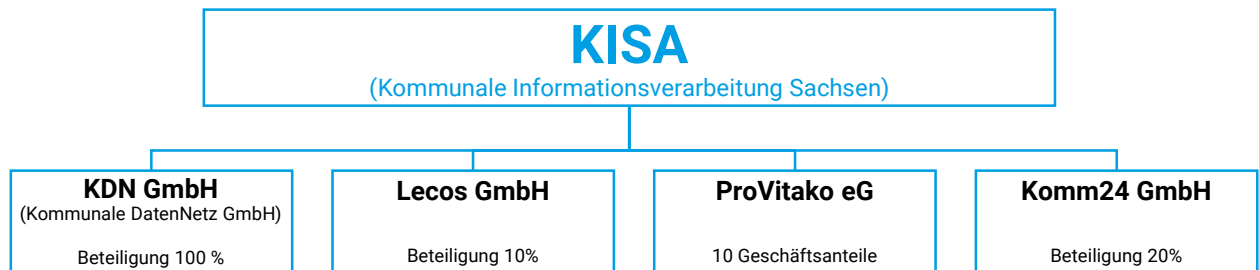 KISA
(Kommunale Informationsverarbeitung Sachsen)
KDN GmbH
(Kommunale DatenNetz GmbH)
Beteiligung 100 %
Lecos GmbH
Beteiligung 10%
ProVitako eG
10 Geschäftsanteile
Komm24 GmbH
Beteiligung 20%